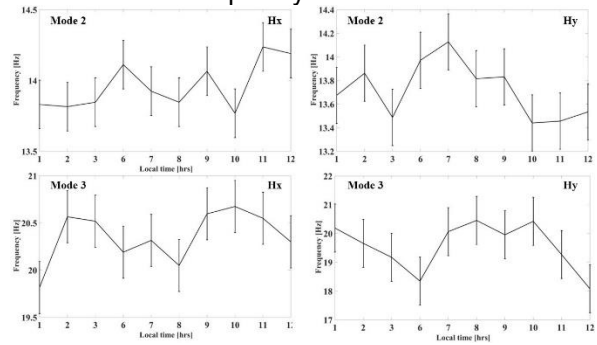 Mode 2 Hx
Frequency [Hz]
14.5
14
13.5
1 2 3 6 7 8 9 10 11 12
Local time [hrs]
Mode 2 Hy
Frequency [Hz]
14.4
14.2
14
13.8
13.6
13.4
13.2
1 2 3 6 7 8 9 10 11 12
Local time [hrs]
Mode 3 Hx
Frequency [Hz]
21
20.5
20
19.5
1 2 3 6 7 8 9 10 11 12
Local time [hrs]
Mode 3 Hy
Frequency [Hz]
22
21
20
19
18
17
1 2 3 6 7 8 9 10 11 12
Local time [hrs]